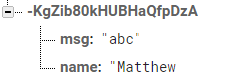 -KgZib80kHUBHaQfpDzA
msg: "abc"
name: "Matthew